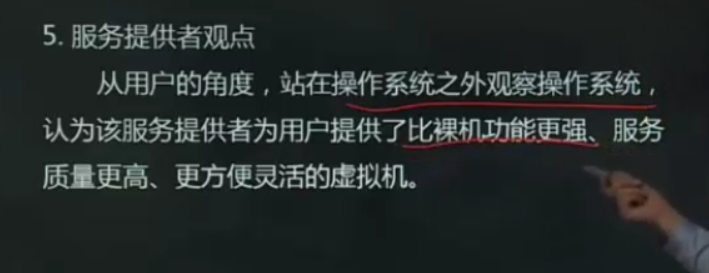 5. 服务提供者观点
从用户的角度，站在操作系统之外观察操作系统，
认为该服务提供者为用户提供了比裸机功能更强、服务
质量更高、更方便灵活的虚拟机。